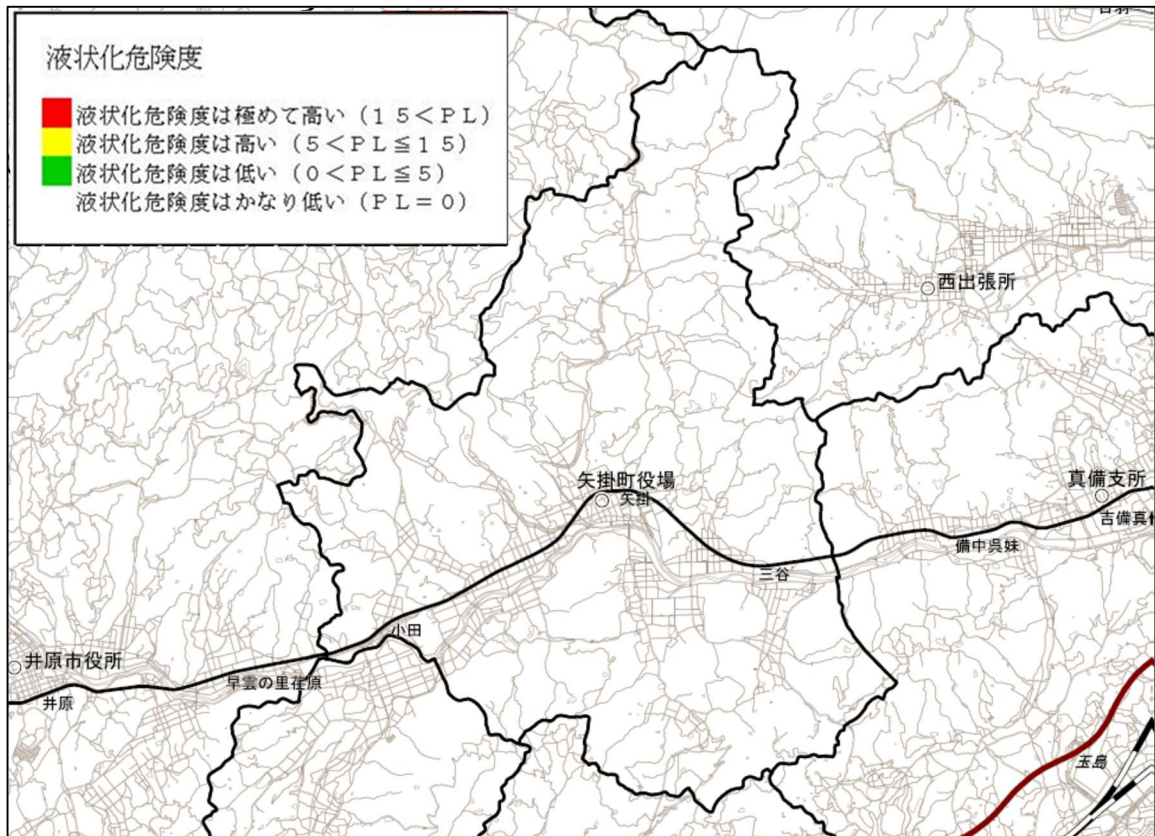 液状化危険度
液状化危険度は極めて高い（１５＜ＰＬ）
液状化危険度は高い（５＜ＰＬ≦１５）
液状化危険度は低い（０＜ＰＬ≦５）
液状化危険度はかなり低い（ＰＬ＝０）
西出張所
矢掛町役場
矢掛
真備支所
吉備真
備中呉妹
三谷
小田
井原市役所
早雲の里荏原
井原
玉島